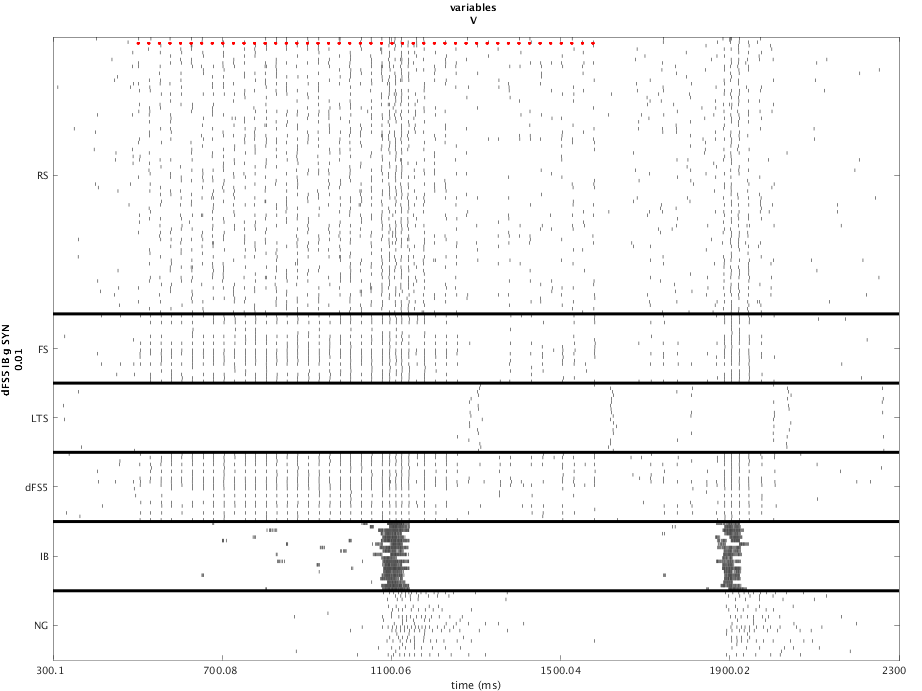 variables
V
RS
FS
LTS
dFS5
IB
NG
dFS5 IB g SYN
0.01
300.1
700.08
1100.06
1500.04
1900.02
2300
time (ms)